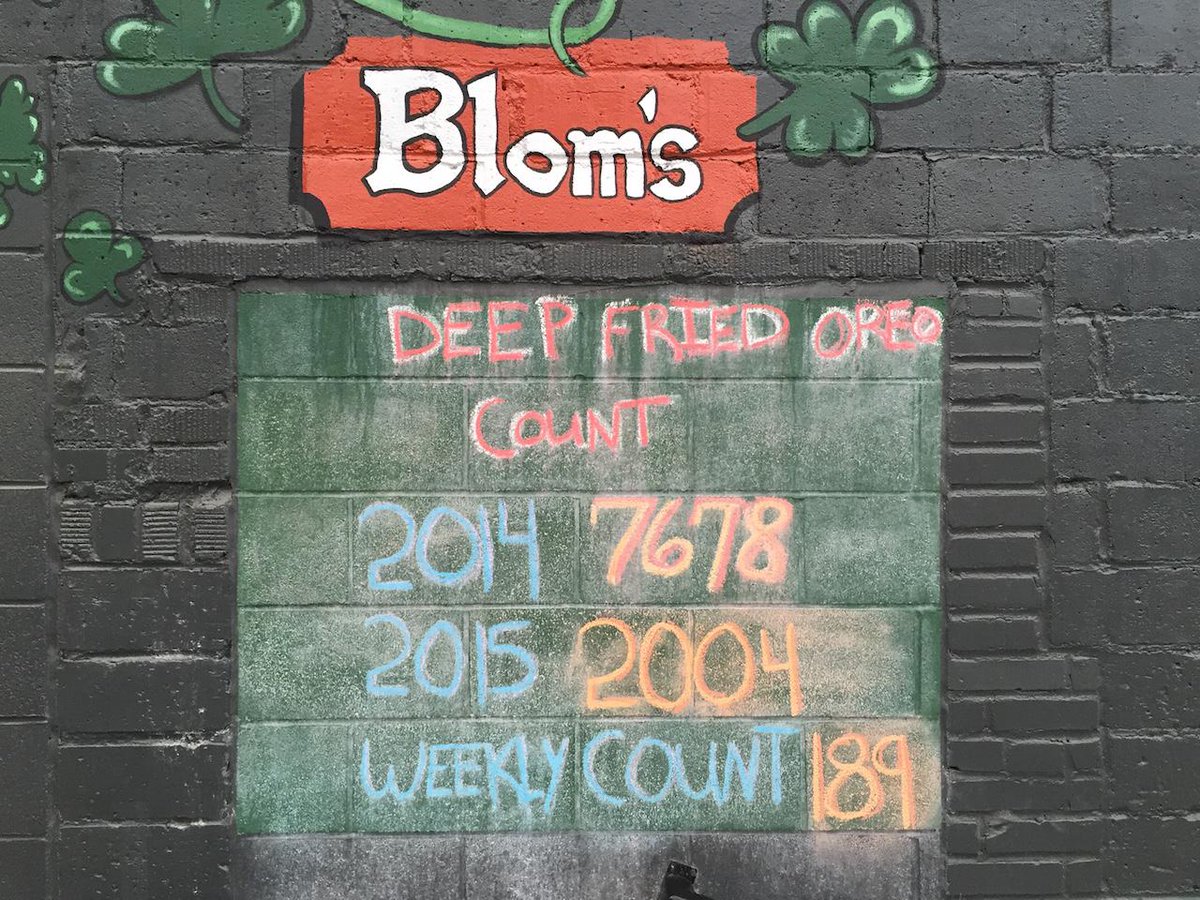 Blom's
DEEP FRIED OREO
COUNT
2014 7678
2015 2004
WEEKLY COUNT 189